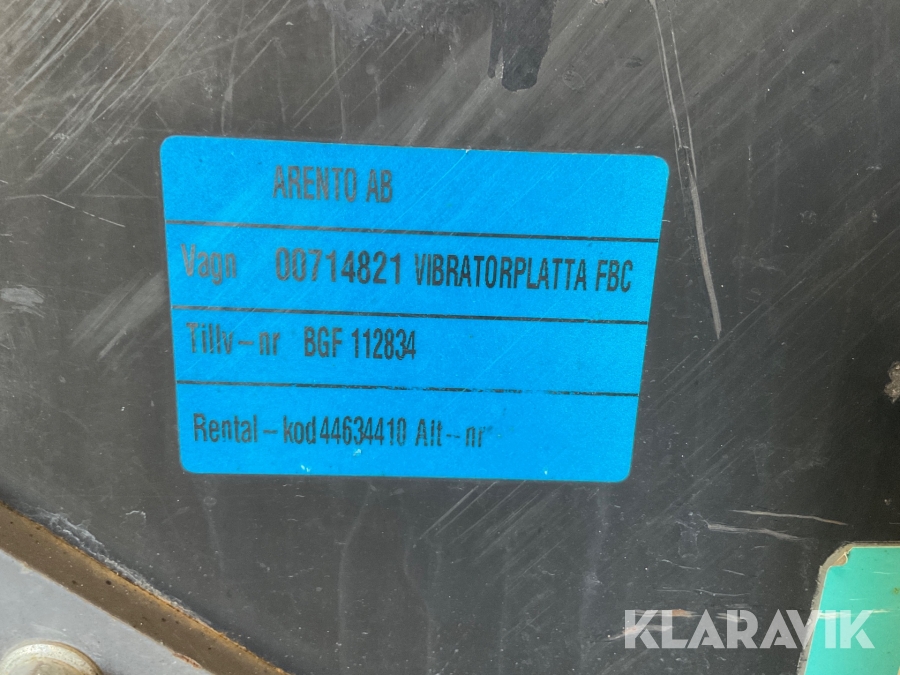 ARENTO AB
Vagn 00714821 VIBRATORPLATTA FBC
Tillv-nr BGF 112834
Rental-kod 44634410 Alt--nr
KLARAVIK